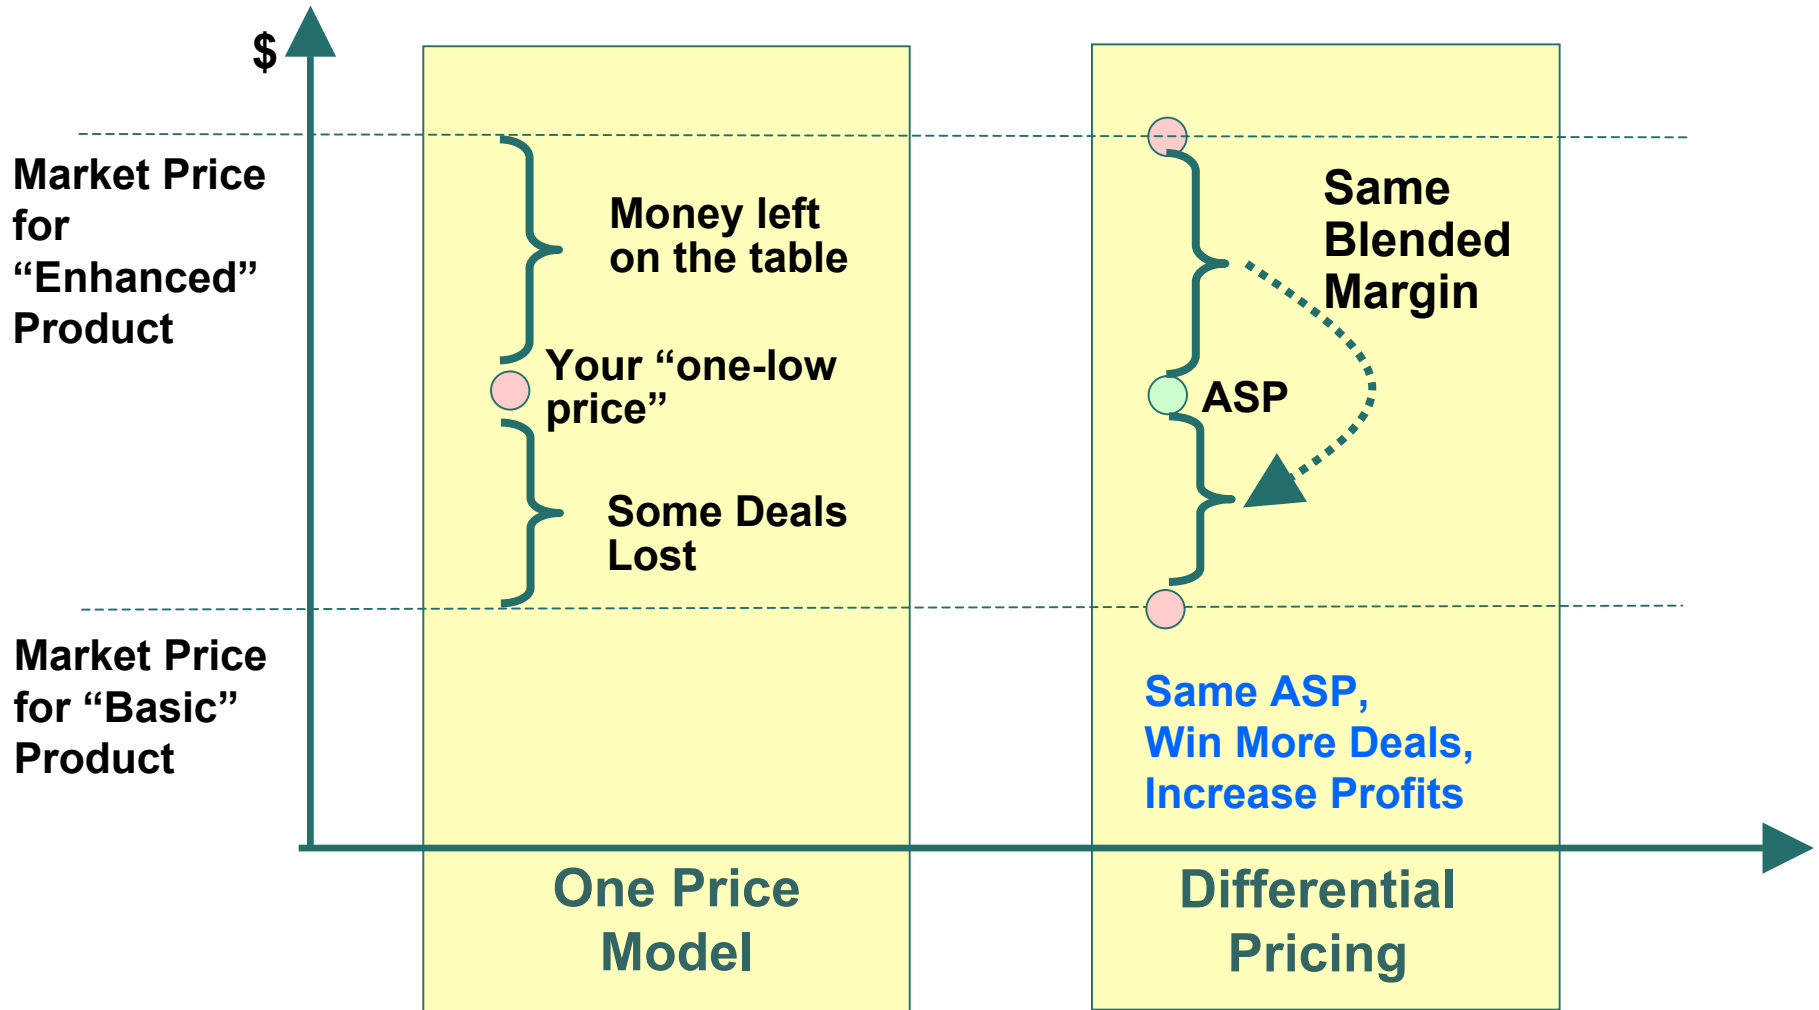 $
Market Price
for
“Enhanced”
Product
Money left
on the table
Your “one-low
price”
Some Deals
Lost
Market Price
for “Basic”
Product
One Price
Model
Same
Blended
Margin
ASP
Same ASP,
Win More Deals,
Increase Profits
Differential
Pricing